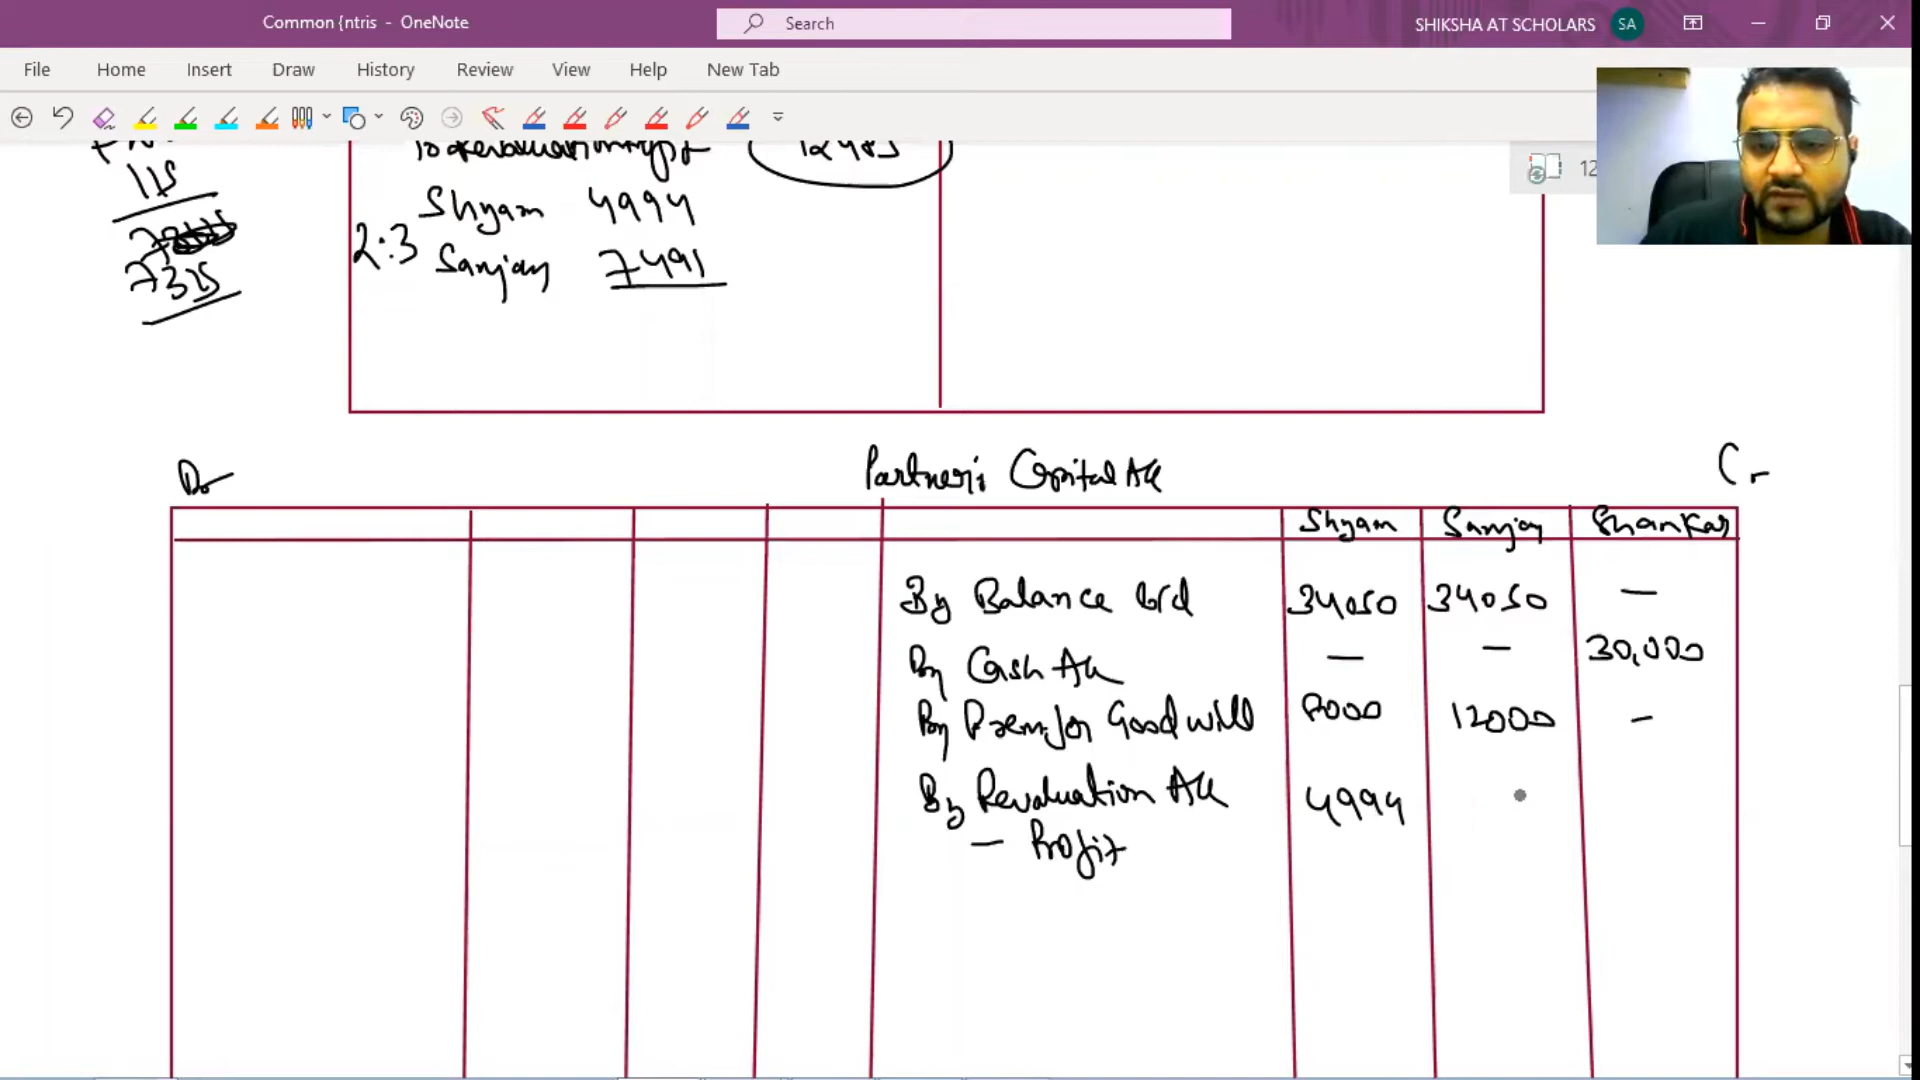 Common {ntris - OneNote
Search
SHIKSHA AT SCHOLARS SA
File Home Insert Draw History Review View Help New Tab
12
115
7325
Shyam 4994
2:3 Sanjay 7491
Dr Partner's Capital A/c Cr
Shyam Sanjay Shankar
By Balance b/d 34050 34050 —
By Cash A/c — — 30,000
By Prem. for Goodwill 8000 12000 —
By Revaluation A/c 4994
— Profit